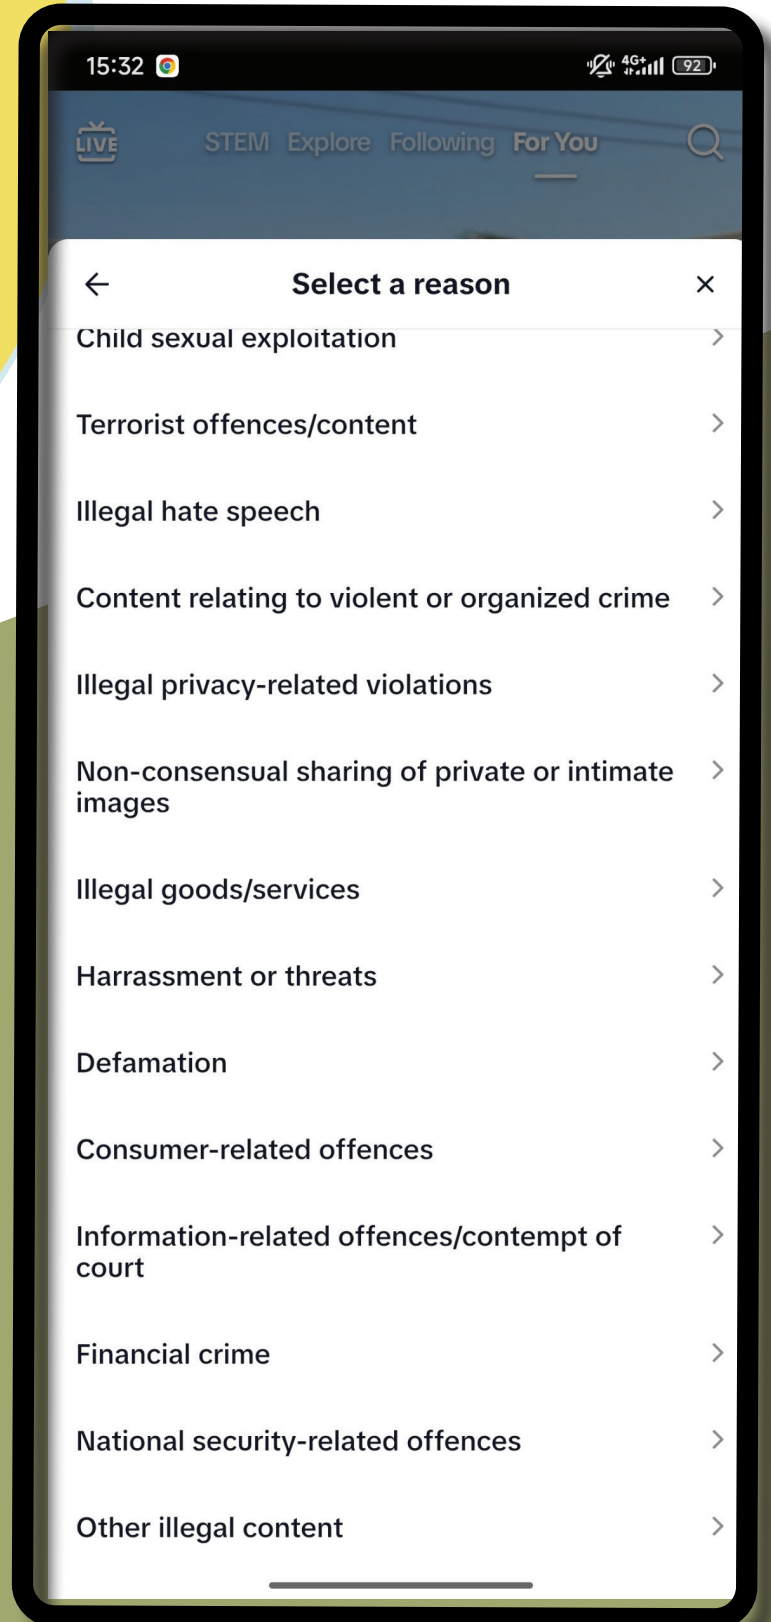 15:32
4G+
92
LIVE
STEM Explore Following For You
Select a reason
Child sexual exploitation
Terrorist offences/content
Illegal hate speech
Content relating to violent or organized crime
Illegal privacy-related violations
Non-consensual sharing of private or intimate
images
Illegal goods/services
Harrassment or threats
Defamation
Consumer-related offences
Information-related offences/contempt of
court
Financial crime
National security-related offences
Other illegal content